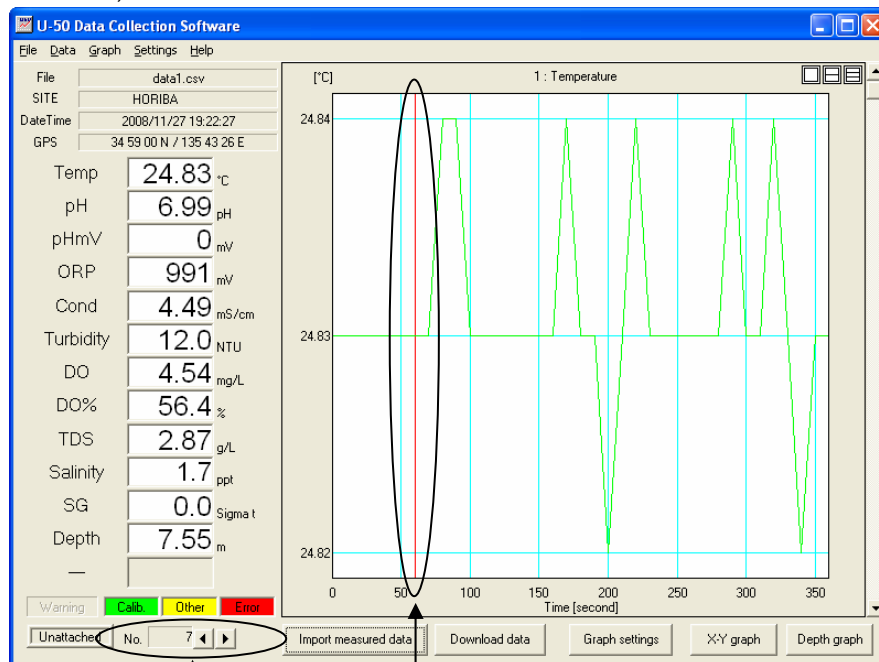 U-50 Data Collection Software
File Data Graph Settings Help
File data1.csv
SITE HORIBA
DateTime 2008/11/27 19:22:27
GPS 34 59 00 N / 135 43 26 E
Temp 24.83 °C
pH 6.99 pH
pHmV 0 mV
ORP 991 mV
Cond 4.49 mS/cm
Turbidity 12.0 NTU
DO 4.54 mg/L
DO% 56.4 %
TDS 2.87 g/L
Salinity 1.7 ppt
SG 0.0 Sigma t
Depth 7.55 m
—
Warning Calib. Other Error
Unattached No. 7
[°C] 1 : Temperature
24.84
24.83
24.82
0 50 100 150 200 250 300 350
Time [second]
Import measured data Download data Graph settings X-Y graph Depth graph